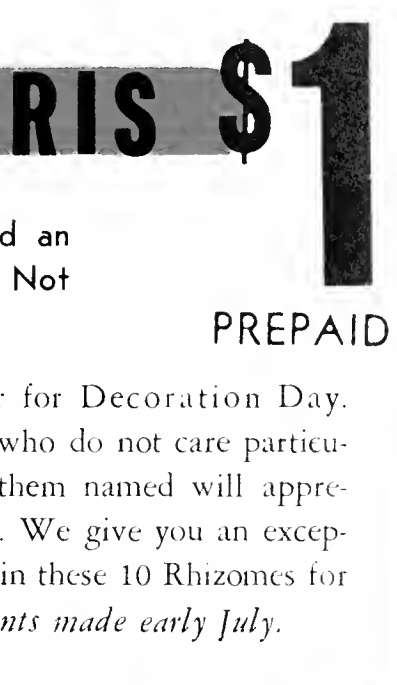 RIS $1
d an
Not
PREPAID
for Decoration Day.
who do not care particu-
them named will appre-
. We give you an excep-
in these 10 Rhizomes for
nts made early July.